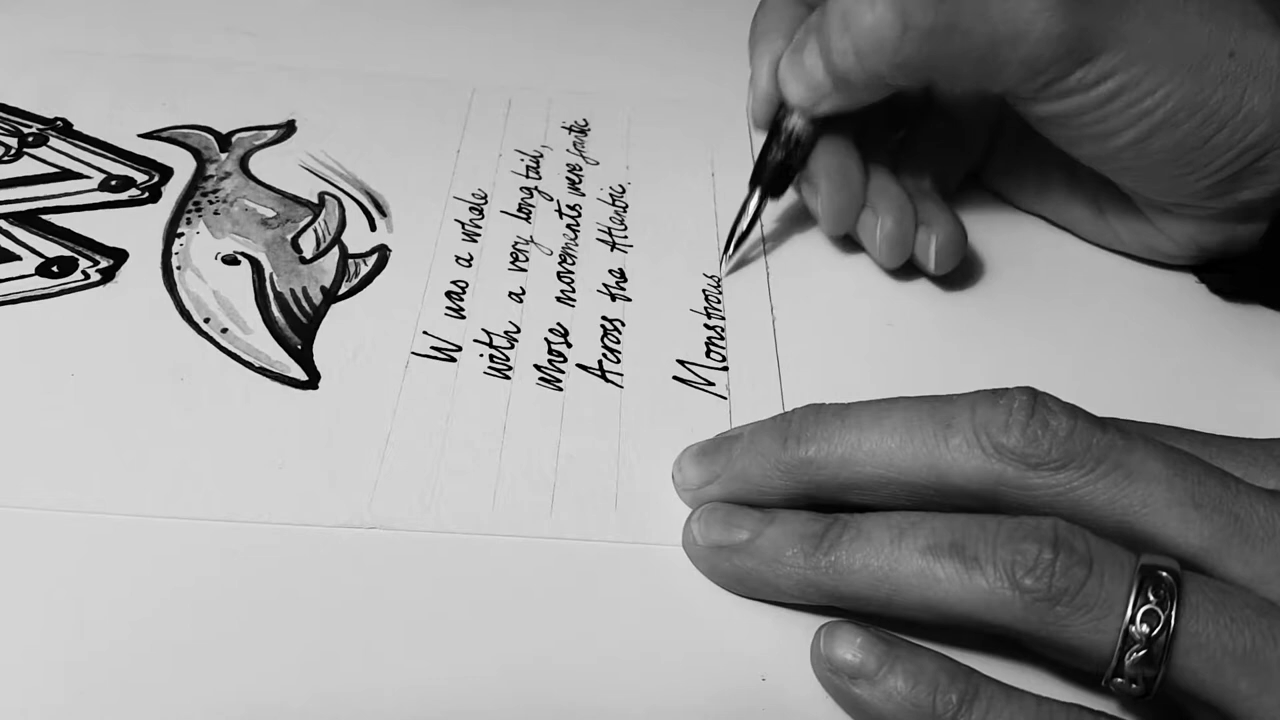 W was a whale
with a very long tail,
Whose movements were frantic
Across the Atlantic.
Monstrous